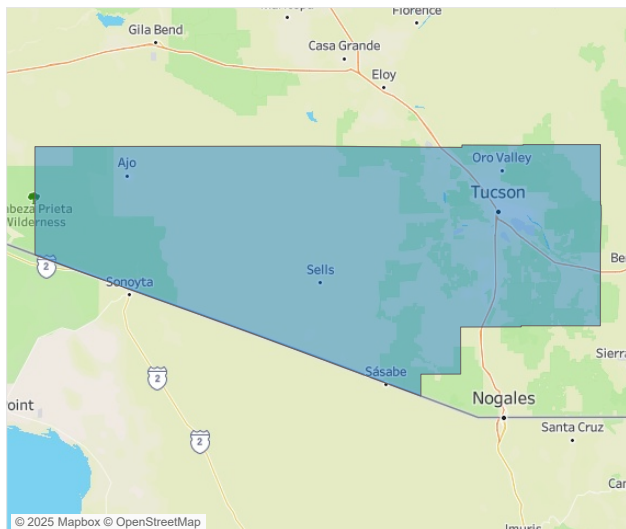 Florence
Gila Bend
Casa Grande
Eloy
Ajo
Oro Valley
Tucson
Wilderness
2
Sells
Sonoyta
Sásabe
2
Nogales
2
Santa Cruz
© 2025 Mapbox © OpenStreetMap